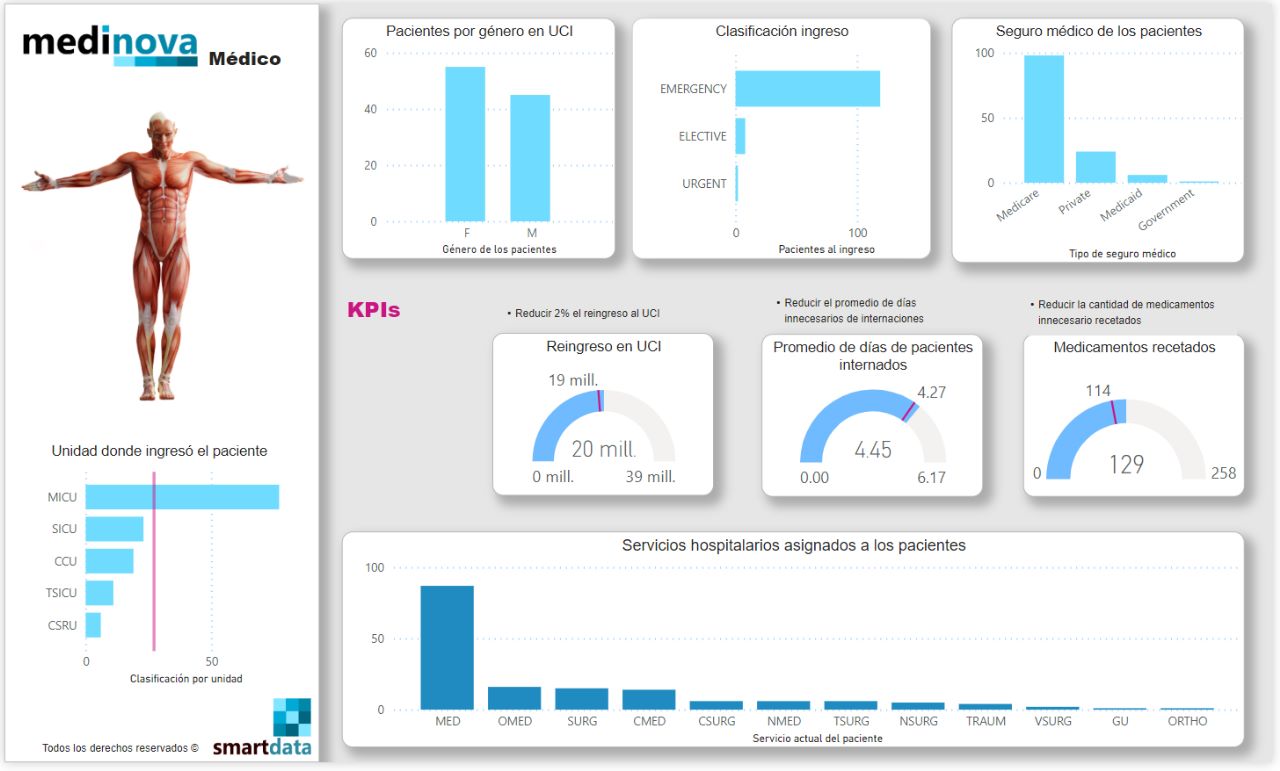 medinova Médico
Unidad donde ingresó el paciente
MICU
SICU
CCU
TSICU
CSRU
0 50
Clasificación por unidad
Todos los derechos reservados © smartdata
Pacientes por género en UCI
60
40
20
0
F M
Género de los pacientes
Clasificación ingreso
EMERGENCY
ELECTIVE
URGENT
0 100
Pacientes al ingreso
Seguro médico de los pacientes
100
50
0
Medicare Private Medicaid Government
Tipo de seguro médico
KPIs
• Reducir 2% el reingreso al UCI
Reingreso en UCI
19 mill.
20 mill.
0 mill. 39 mill.
• Reducir el promedio de días
innecesarios de internaciones
Promedio de días de pacientes
internados
4.27
4.45
0.00 6.17
• Reducir la cantidad de medicamentos
innecesario recetados
Medicamentos recetados
114
129
0 258
Servicios hospitalarios asignados a los pacientes
100
50
0
MED OMED SURG CMED CSURG NMED TSURG NSURG TRAUM VSURG GU ORTHO
Servicio actual del paciente